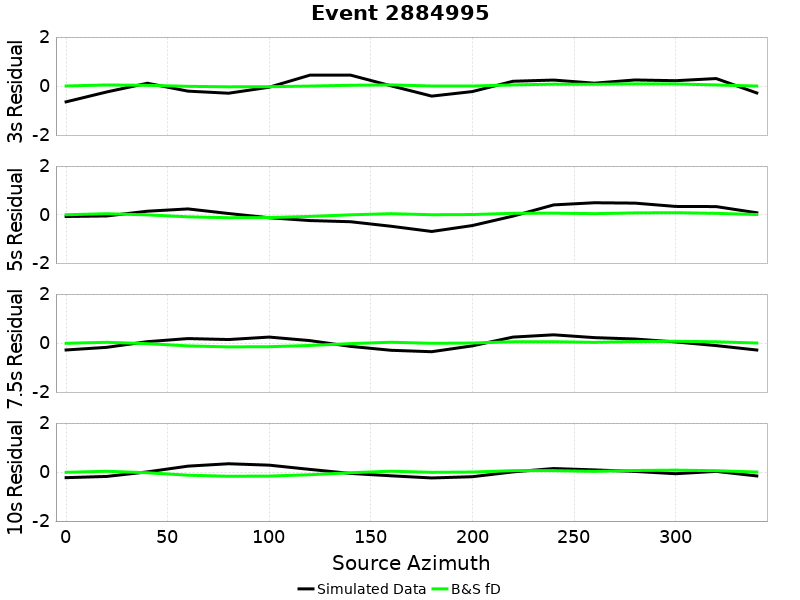 Event 2884995
3s Residual
2
0
-2
5s Residual
2
0
-2
7.5s Residual
2
0
-2
10s Residual
2
0
-2
0 50 100 150 200 250 300
Source Azimuth
Simulated Data B&S fD